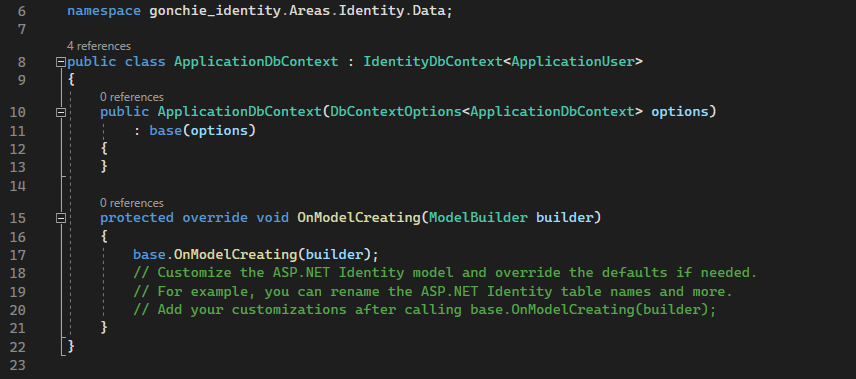 6 namespace gonchie_identity.Areas.Identity.Data;
7
4 references
8 public class ApplicationDbContext : IdentityDbContext<ApplicationUser>
9 {
0 references
10 public ApplicationDbContext(DbContextOptions<ApplicationDbContext> options)
11 : base(options)
12 {
13 }
14
0 references
15 protected override void OnModelCreating(ModelBuilder builder)
16 {
17 base.OnModelCreating(builder);
18 // Customize the ASP.NET Identity model and override the defaults if needed.
19 // For example, you can rename the ASP.NET Identity table names and more.
20 // Add your customizations after calling base.OnModelCreating(builder);
21 }
22 }
23